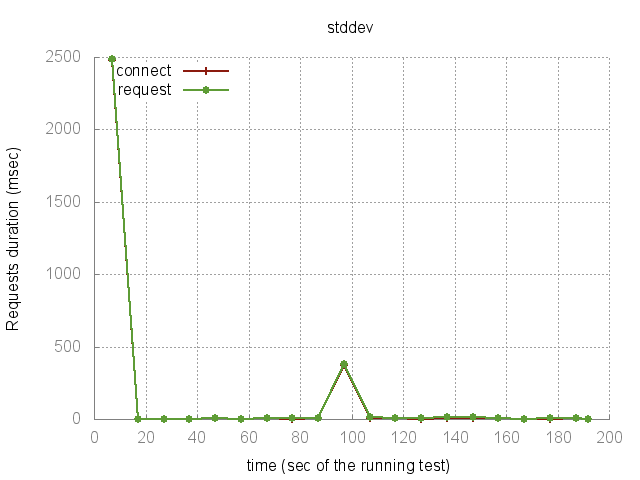 stddev
connect
request
2500
2000
1500
1000
500
0
Requests duration (msec)
0 20 40 60 80 100 120 140 160 180 200
time (sec of the running test)